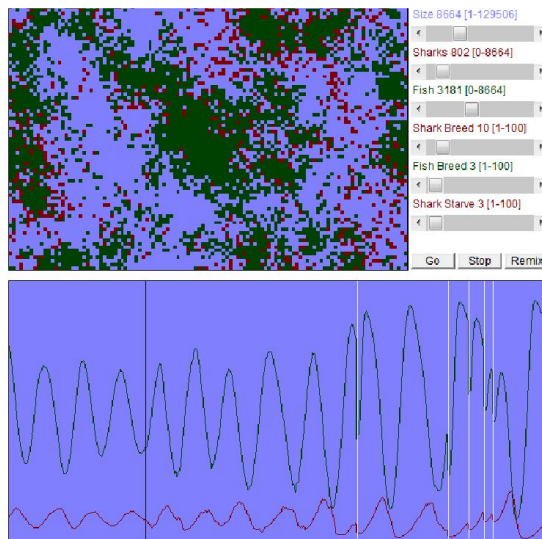 Size 8664 [1-129506]
Sharks 802 [0-8664]
Fish 3181 [0-8664]
Shark Breed 10 [1-100]
Fish Breed 3 [1-100]
Shark Starve 3 [1-100]
Go Stop Remix